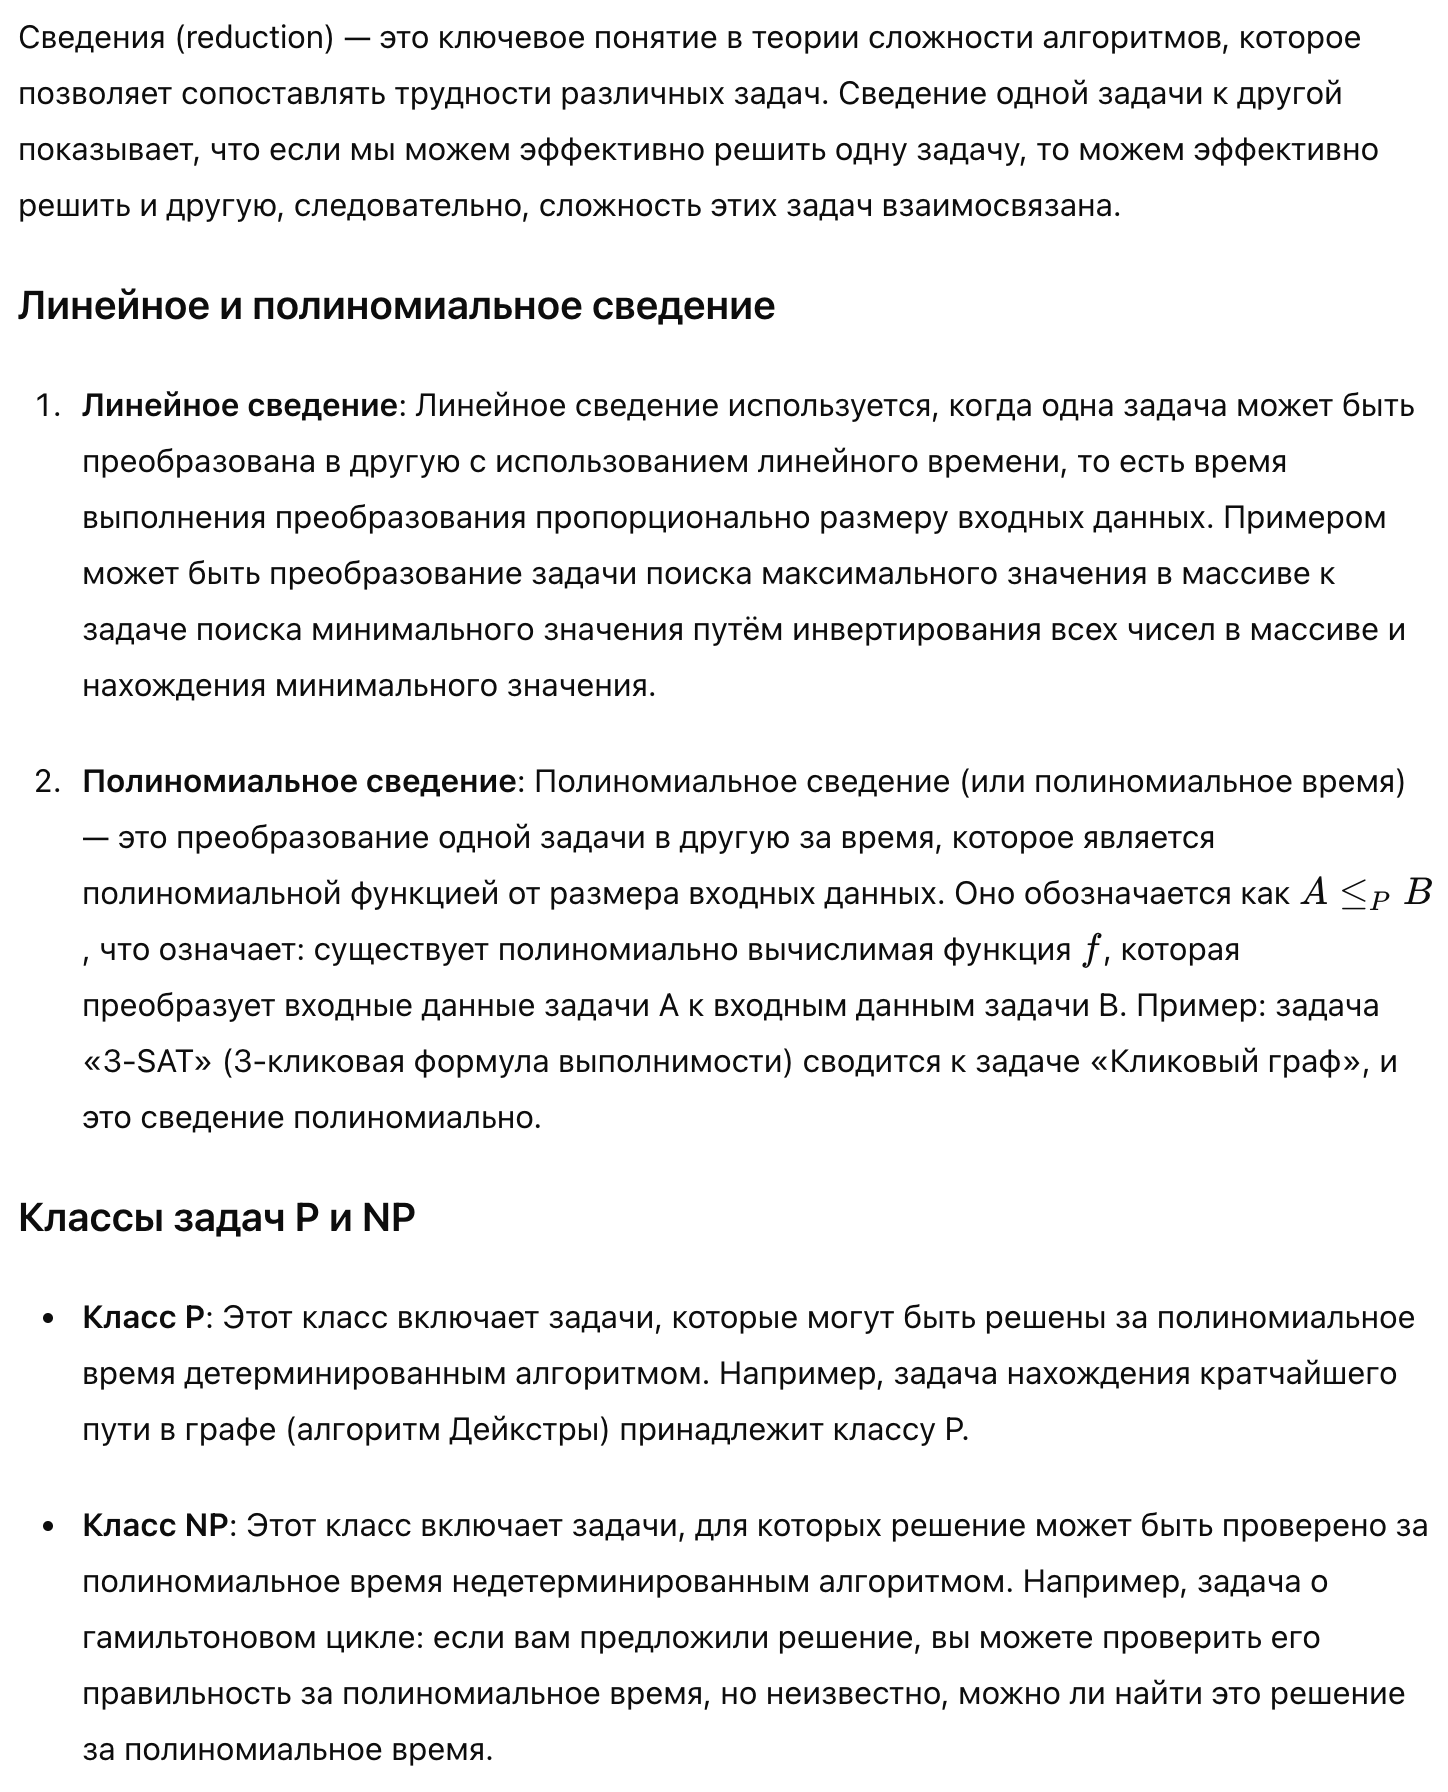 Сведения (reduction) — это ключевое понятие в теории сложности алгоритмов, которое
позволяет сопоставлять трудности различных задач. Сведение одной задачи к другой
показывает, что если мы можем эффективно решить одну задачу, то можем эффективно
решить и другую, следовательно, сложность этих задач взаимосвязана.
Линейное и полиномиальное сведение
1. Линейное сведение: Линейное сведение используется, когда одна задача может быть
преобразована в другую с использованием линейного времени, то есть время
выполнения преобразования пропорционально размеру входных данных. Примером
может быть преобразование задачи поиска максимального значения в массиве к
задаче поиска минимального значения путём инвертирования всех чисел в массиве и
нахождения минимального значения.
2. Полиномиальное сведение: Полиномиальное сведение (или полиномиальное время)
— это преобразование одной задачи в другую за время, которое является
полиномиальной функцией от размера входных данных. Оно обозначается как A ≤P B
, что означает: существует полиномиально вычислимая функция f, которая
преобразует входные данные задачи A к входным данным задачи B. Пример: задача
«3-SAT» (3-кликовая формула выполнимости) сводится к задаче «Кликовый граф», и
это сведение полиномиально.
Классы задач P и NP
• Класс P: Этот класс включает задачи, которые могут быть решены за полиномиальное
время детерминированным алгоритмом. Например, задача нахождения кратчайшего
пути в графе (алгоритм Дейкстры) принадлежит классу P.
• Класс NP: Этот класс включает задачи, для которых решение может быть проверено за
полиномиальное время недетерминированным алгоритмом. Например, задача о
гамильтоновом цикле: если вам предложили решение, вы можете проверить его
правильность за полиномиальное время, но неизвестно, можно ли найти это решение
за полиномиальное время.